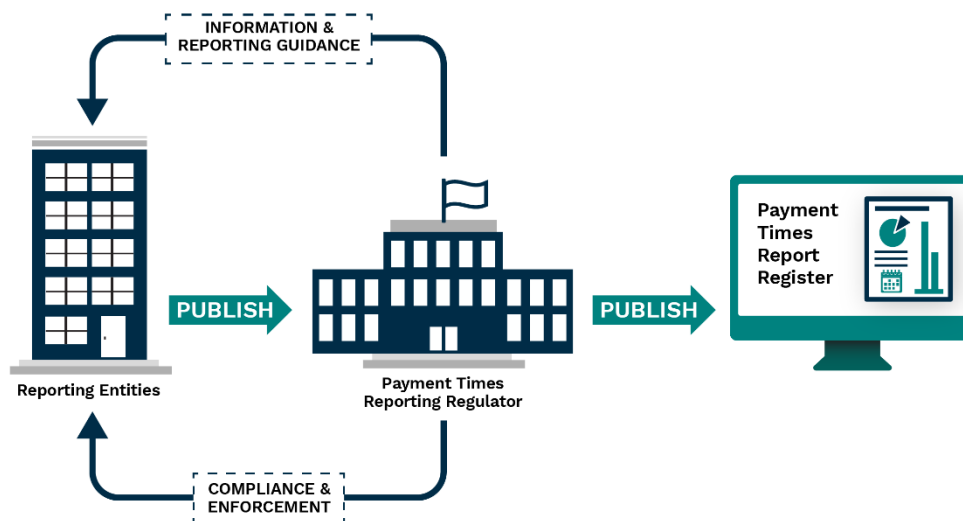 INFORMATION &
REPORTING GUIDANCE
PUBLISH
PUBLISH
Payment
Times
Report
Register
Reporting Entities
Payment Times
Reporting Regulator
COMPLIANCE &
ENFORCEMENT